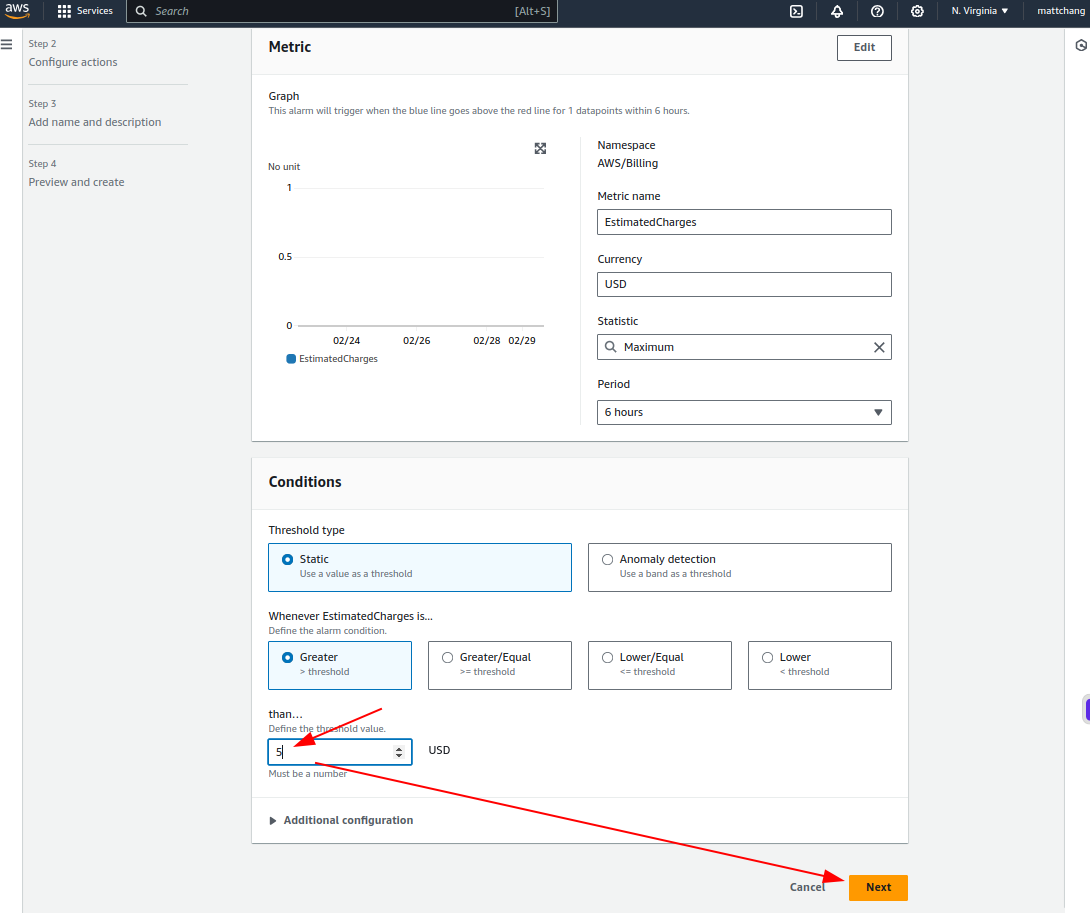 aws
Services
Search
[Alt+S]
N. Virginia
mattchang
Step 2
Configure actions
Step 3
Add name and description
Step 4
Preview and create
Metric
Edit
Graph
This alarm will trigger when the blue line goes above the red line for 1 datapoints within 6 hours.
No unit
1
0.5
0
02/24 02/26 02/28 02/29
EstimatedCharges
Namespace
AWS/Billing
Metric name
EstimatedCharges
Currency
USD
Statistic
Maximum
Period
6 hours
Conditions
Threshold type
Static
Use a value as a threshold
Anomaly detection
Use a band as a threshold
Whenever EstimatedCharges is...
Define the alarm condition.
Greater
> threshold
Greater/Equal
>= threshold
Lower/Equal
<= threshold
Lower
< threshold
than...
Define the threshold value.
5
USD
Must be a number
Additional configuration
Cancel
Next